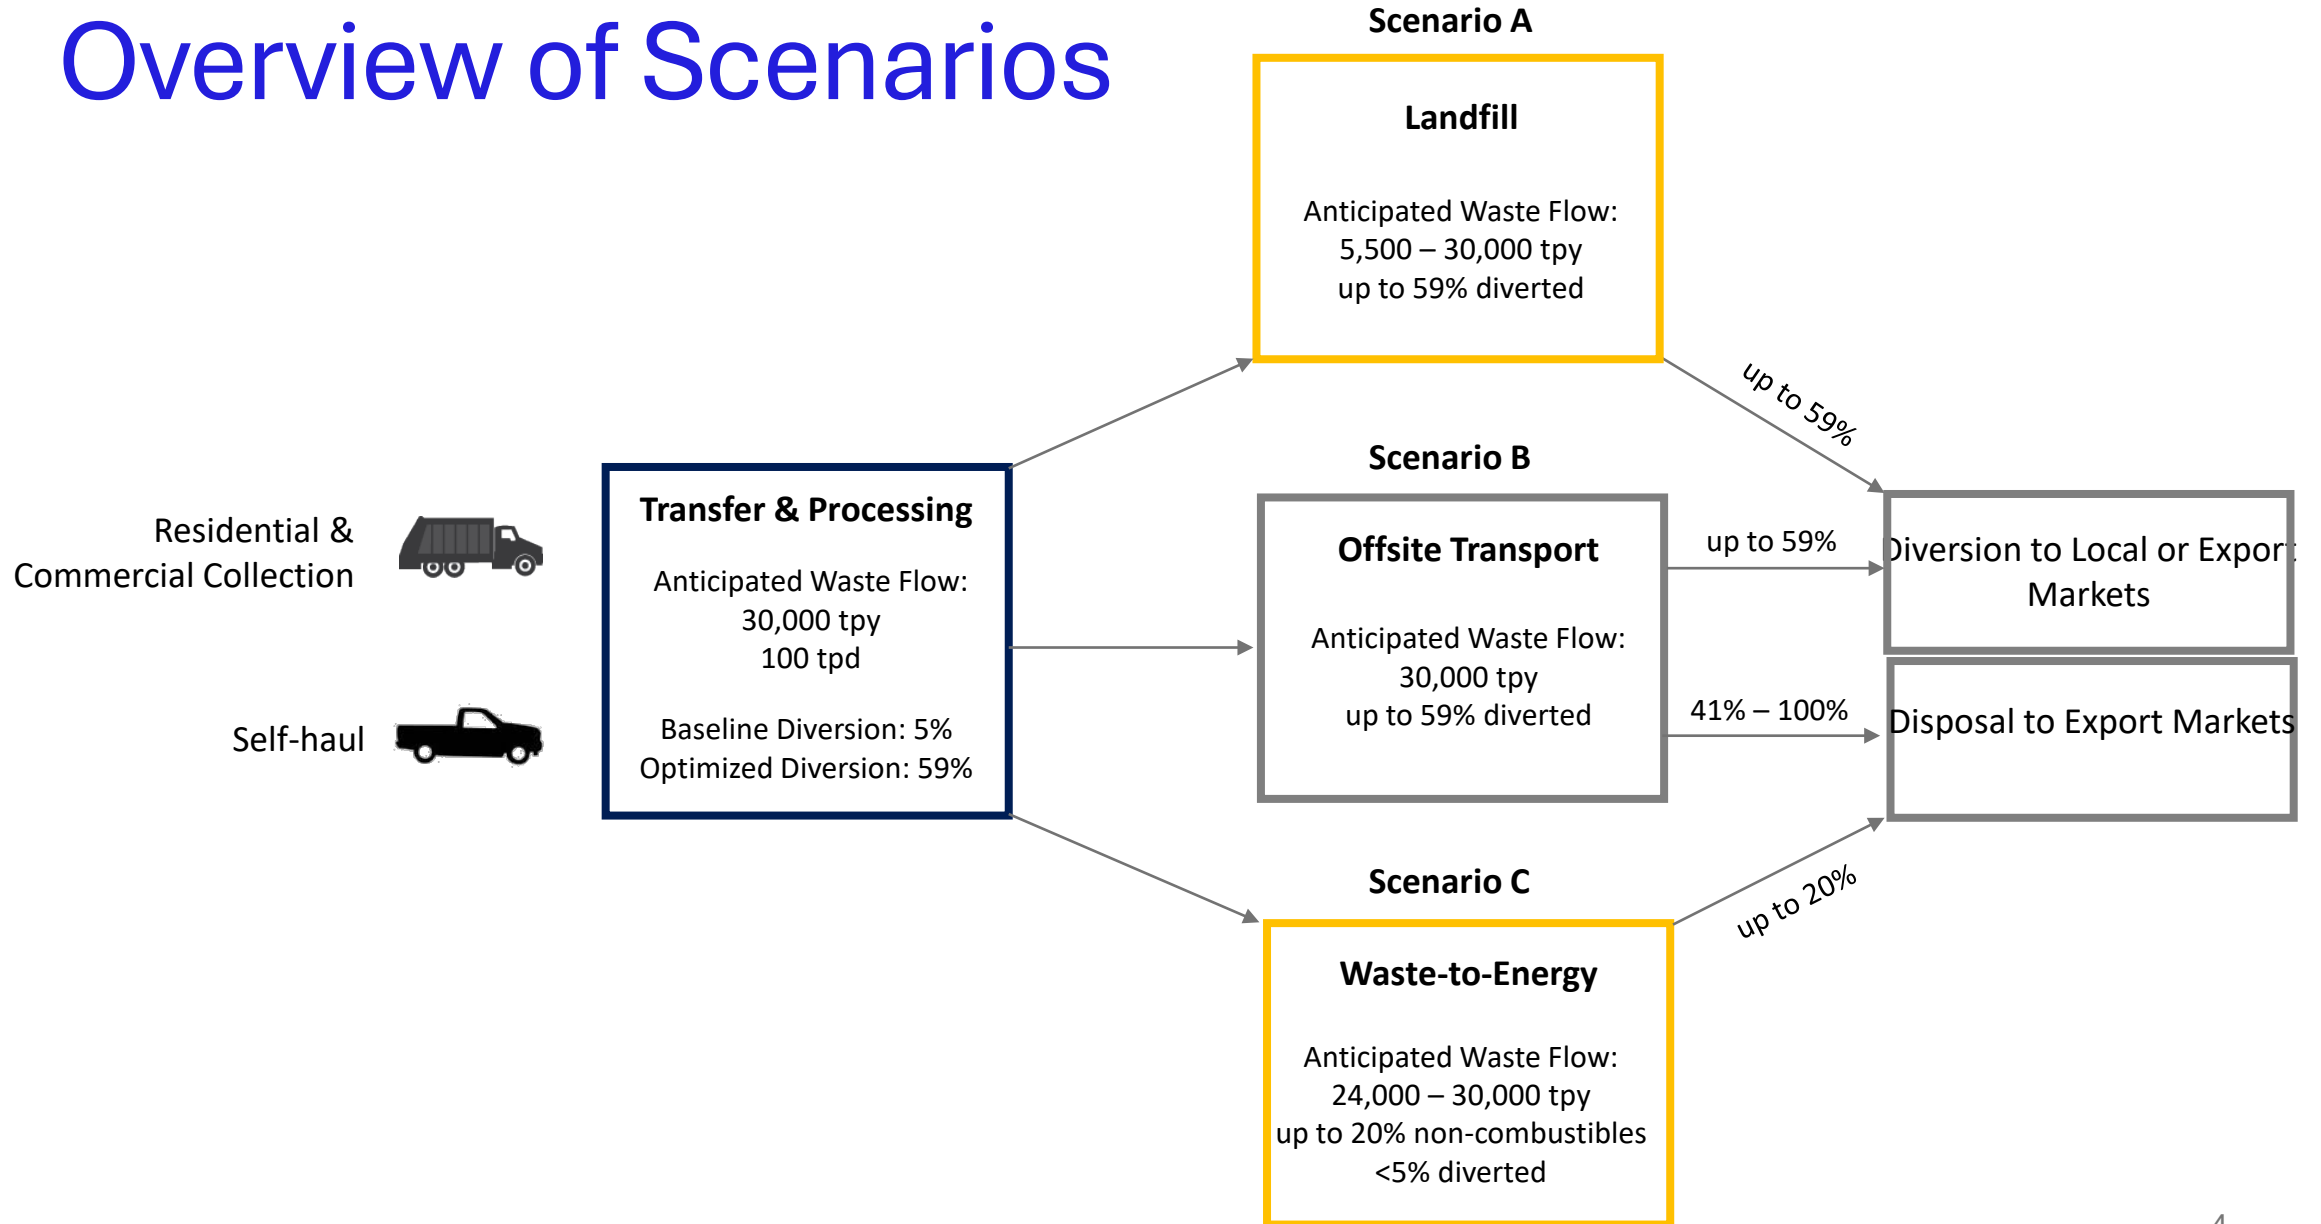 Overview of Scenarios
Residential &
Commercial Collection
Self-haul
Transfer & Processing
Anticipated Waste Flow:
30,000 tpy
100 tpd
Baseline Diversion: 5%
Optimized Diversion: 59%
Scenario A
Landfill
Anticipated Waste Flow:
5,500 – 30,000 tpy
up to 59% diverted
up to 59%
Scenario B
Offsite Transport
Anticipated Waste Flow:
30,000 tpy
up to 59% diverted
up to 59%
41% – 100%
Scenario C
Waste-to-Energy
Anticipated Waste Flow:
24,000 – 30,000 tpy
up to 20% non-combustibles
<5% diverted
up to 20%
Diversion to Local or Export
Markets
Disposal to Export Markets
4